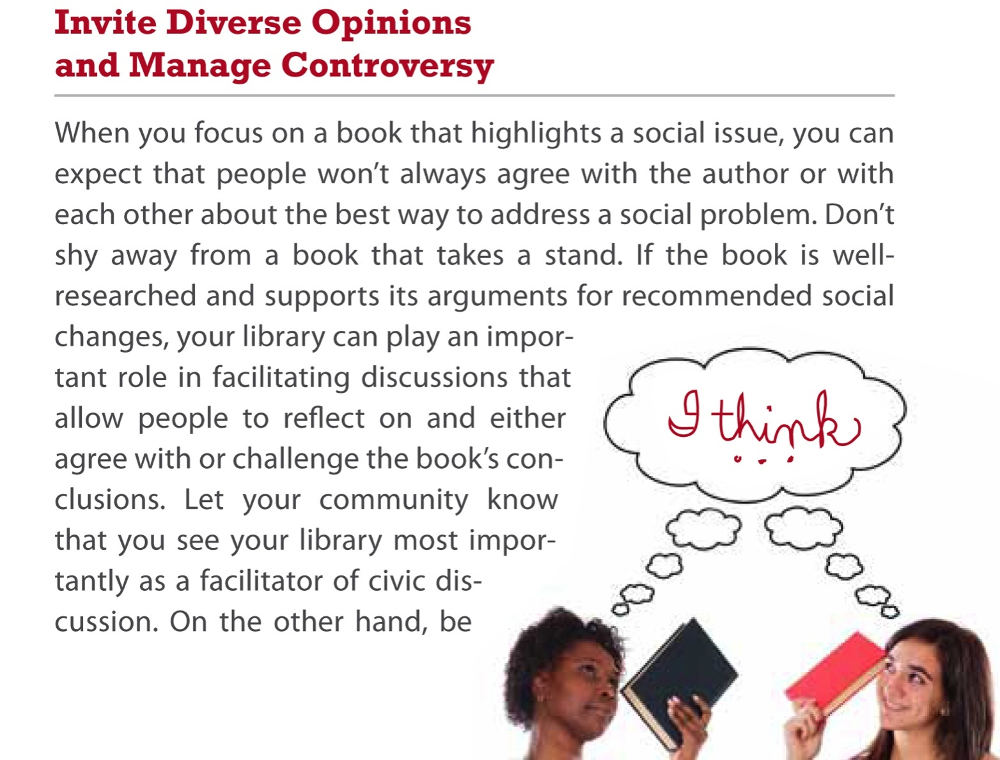 Invite Diverse Opinions
and Manage Controversy
When you focus on a book that highlights a social issue, you can
expect that people won’t always agree with the author or with
each other about the best way to address a social problem. Don’t
shy away from a book that takes a stand. If the book is well-
researched and supports its arguments for recommended social
changes, your library can play an impor-
tant role in facilitating discussions that
allow people to reflect on and either
agree with or challenge the book’s con-
clusions. Let your community know
that you see your library most impor-
tantly as a facilitator of civic dis-
cussion. On the other hand, be
I think
...